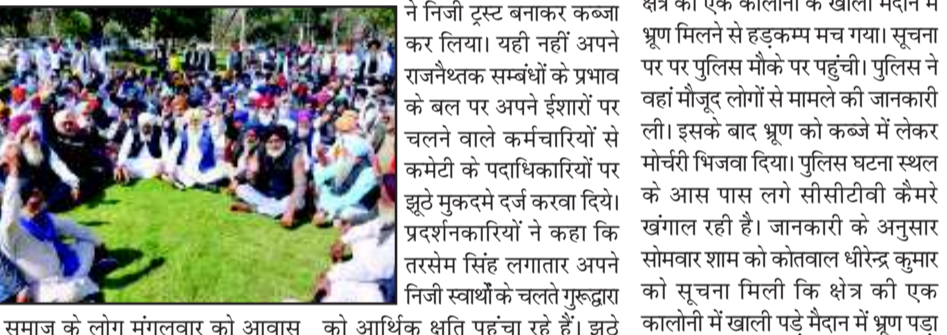 ने निजी ट्रस्ट बनाकर कब्जा
कर लिया। यही नहीं अपने
राजनैथ्तक सम्बंधों के प्रभाव
के बल पर अपने ईशारों पर
चलने वाले कर्मचारियों से
कमेटी के पदाधिकारियों पर
झूठे मुकदमे दर्ज करवा दिये।
प्रदर्शनकारियों ने कहा कि
तरसेम सिंह लगातार अपने
निजी स्वार्थों के चलते गुरूद्वारा
समाज के लोग मंगलवार को आवास
को आर्थिक क्षति पहुंचा रहे हैं। झूठे
क्षेत्र की एक कालोनी के खाली मैदान में
भ्रूण मिलने से हड़कम्प मच गया। सूचना
पर पर पुलिस मौके पर पहुंची। पुलिस ने
वहां मौजूद लोगों से मामले की जानकारी
ली। इसके बाद भ्रूण को कब्जे में लेकर
मोर्चरी भिजवा दिया। पुलिस घटना स्थल
के आस पास लगे सीसीटीवी कैमरे
खंगाल रही है। जानकारी के अनुसार
सोमवार शाम को कोतवाल धीरेन्द्र कुमार
को सूचना मिली कि क्षेत्र की एक
कालोनी में खाली पड़े मैदान में भ्रूण पड़ा